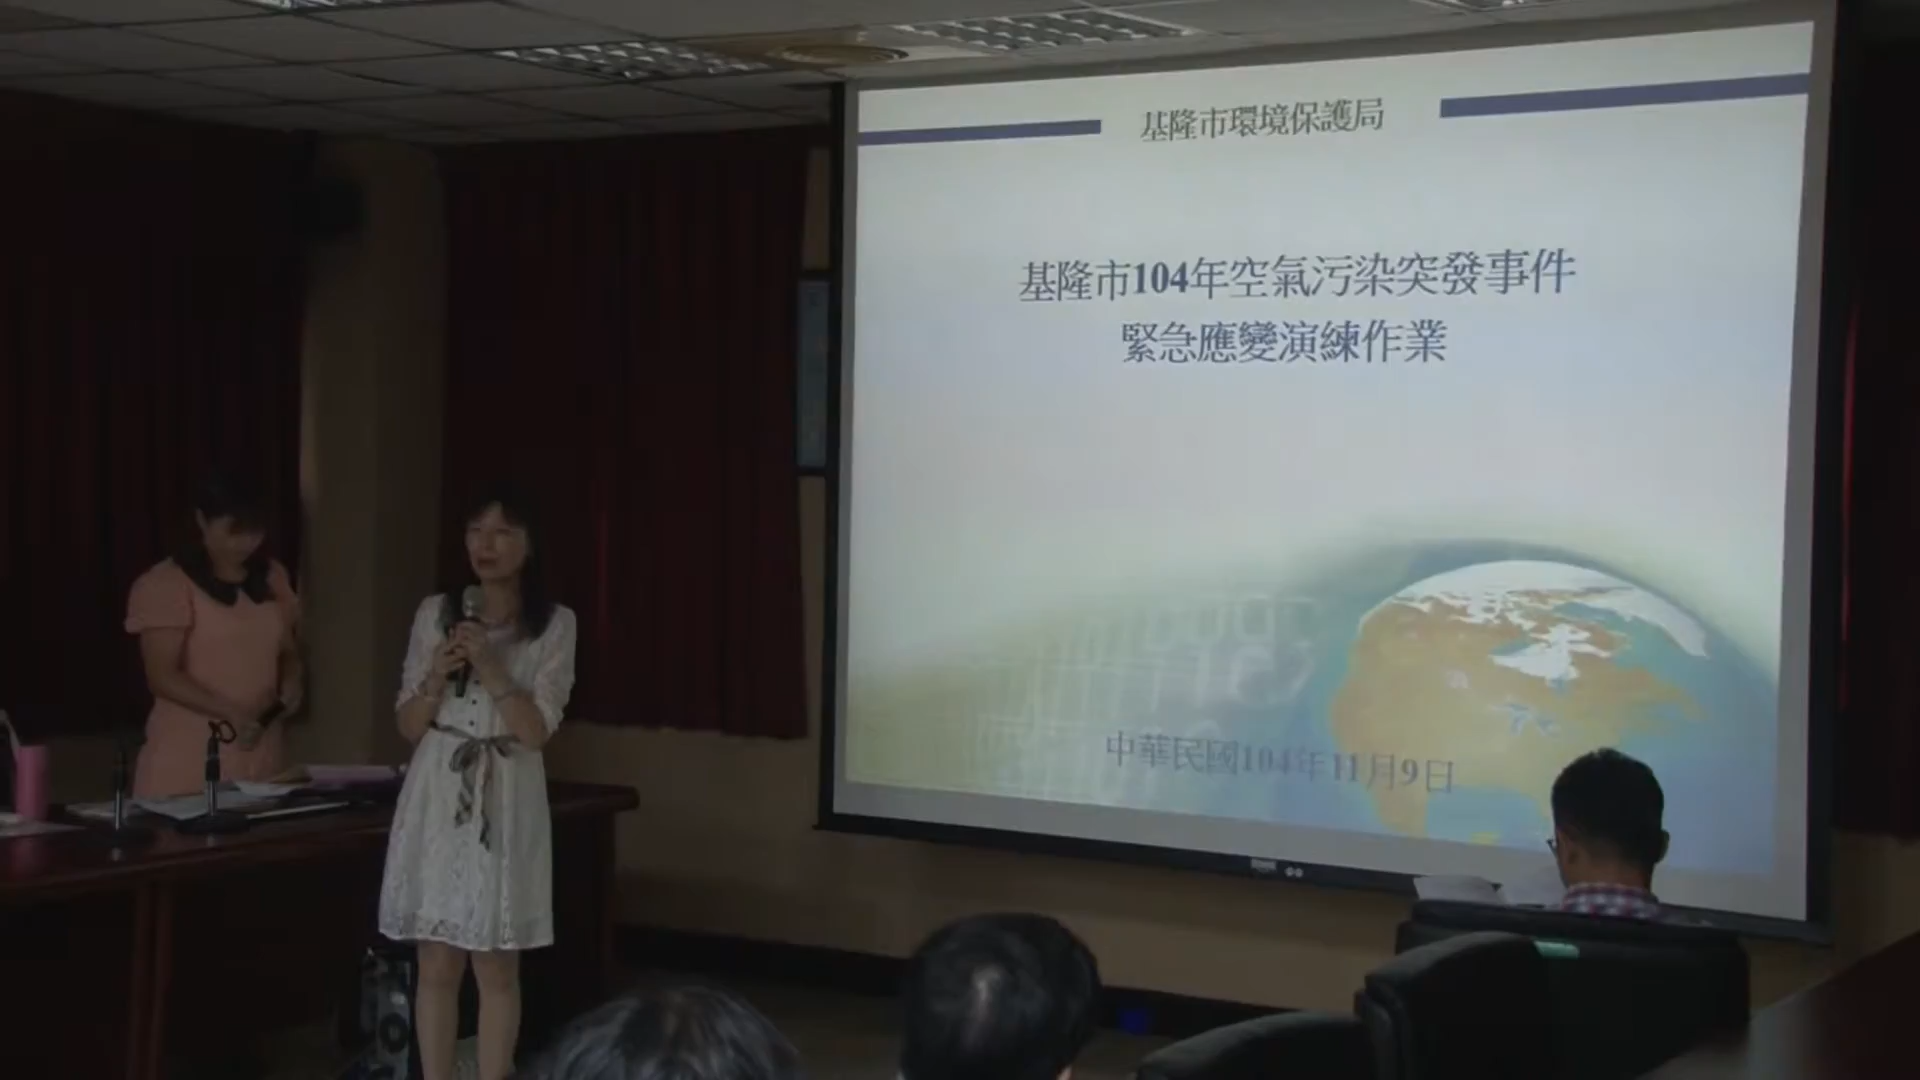 基隆市環境保護局
基隆市104年空氣污染突發事件
緊急應變演練作業
中華民國104年11月9日